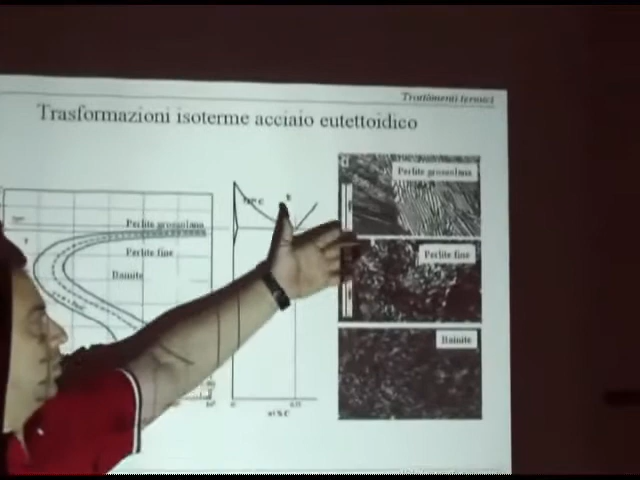 Trattamenti termici
Trasformazioni isoterme acciaio eutettoidico
Perlite grossolana
Perlite fine
Bainite
Perlite grossolana
Perlite fine
Bainite